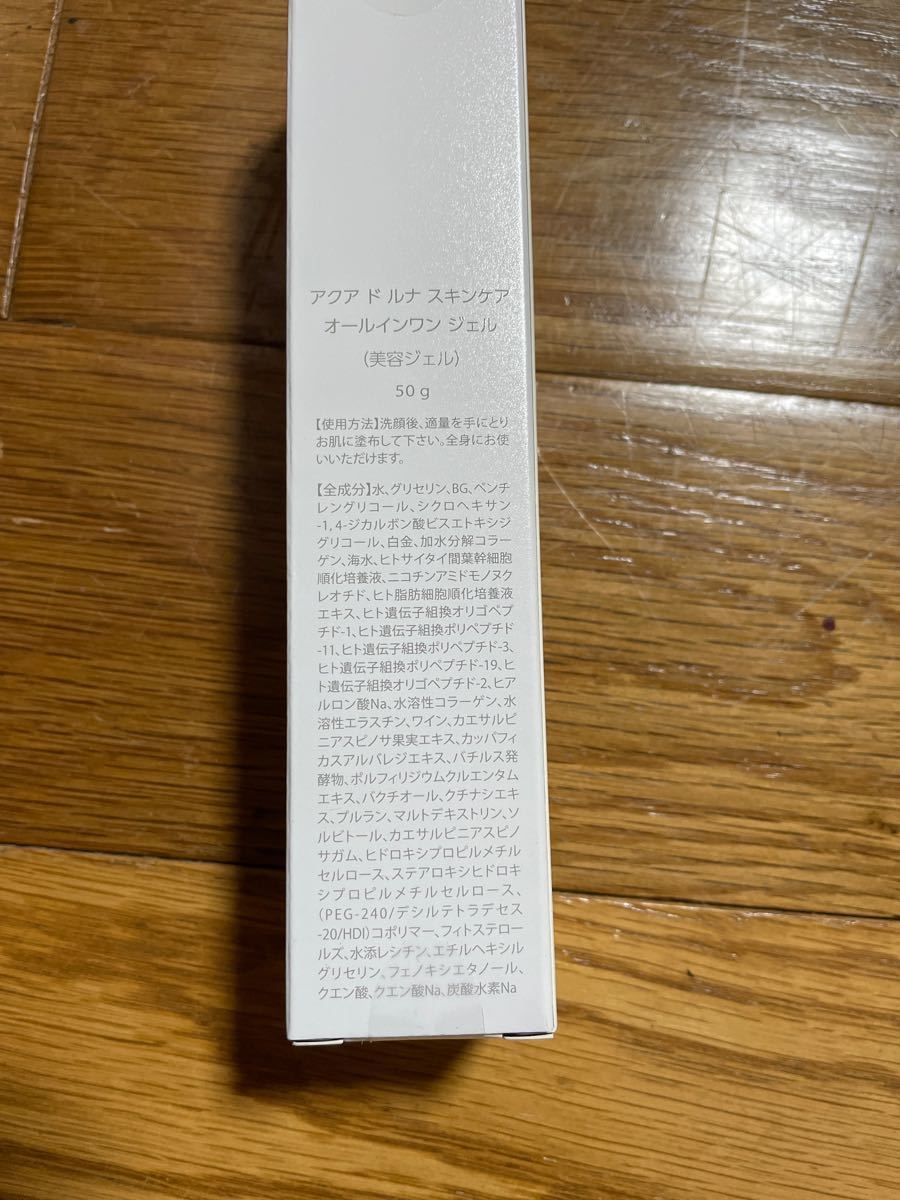 アクア ド ルナ スキンケア
オールインワン ジェル
(美容ジェル)
50 g
【使用方法】洗顔後、適量を手にとり
お肌に塗布して下さい。全身にお使
いいただけます。
【全成分】水、グリセリン、BG、ペンチ
レングリコール、シクロヘキサン
-1, 4-ジカルボン酸ビスエトキシジ
グリコール、白金、加水分解コラー
ゲン、海水、ヒトサイタイ間葉幹細胞
順化培養液、ニコチンアミドモノヌク
レオチド、ヒト脂肪細胞順化培養液
エキス、ヒト遺伝子組換オリゴペプ
チド-1、ヒト遺伝子組換ポリペプチド
-11、ヒト遺伝子組換ポリペプチド-3、
ヒト遺伝子組換ポリペプチド-19、ヒ
ト遺伝子組換オリゴペプチド-2、ヒア
ルロン酸Na、水溶性コラーゲン、水
溶性エラスチン、ワイン、カエサルピ
ニアスピノサ果実エキス、カッパフィ
カスアルバレジエキス、バチルス発
酵物、ポルフィリジウムクルエンタム
エキス、バクチオール、クチナシエキ
ス、プルラン、マルトデキストリン、ソ
ルビトール、カエサルピニアスピノ
サガム、ヒドロキシプロピルメチル
セルロース、ステアロキシヒドロキ
シプロピルメチルセルロース、
(PEG-240/デシルテトラデセス
-20/HDI)コポリマー、フィトステロー
ルズ、水添レシチン、エチルヘキシル
グリセリン、フェノキシエタノール、
クエン酸、クエン酸Na、炭酸水素Na